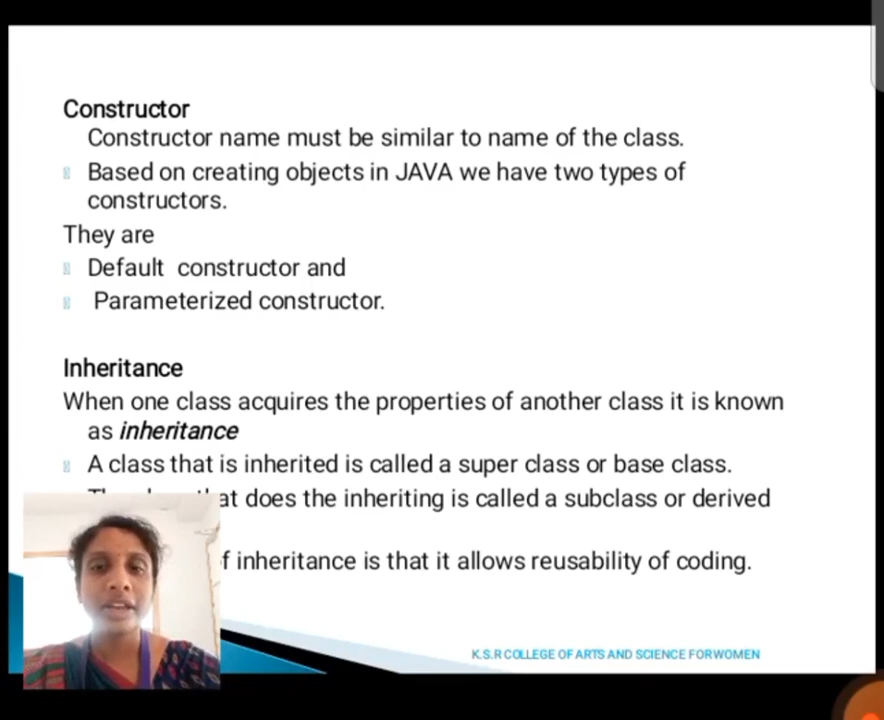 Constructor
Constructor name must be similar to name of the class.
Based on creating objects in JAVA we have two types of
constructors.
They are
Default constructor and
Parameterized constructor.
Inheritance
When one class acquires the properties of another class it is known
as inheritance
A class that is inherited is called a super class or base class.
does the inheriting is called a subclass or derived
inheritance is that it allows reusability of coding.
K.S.R COLLEGE OF ARTS AND SCIENCE FOR WOMEN